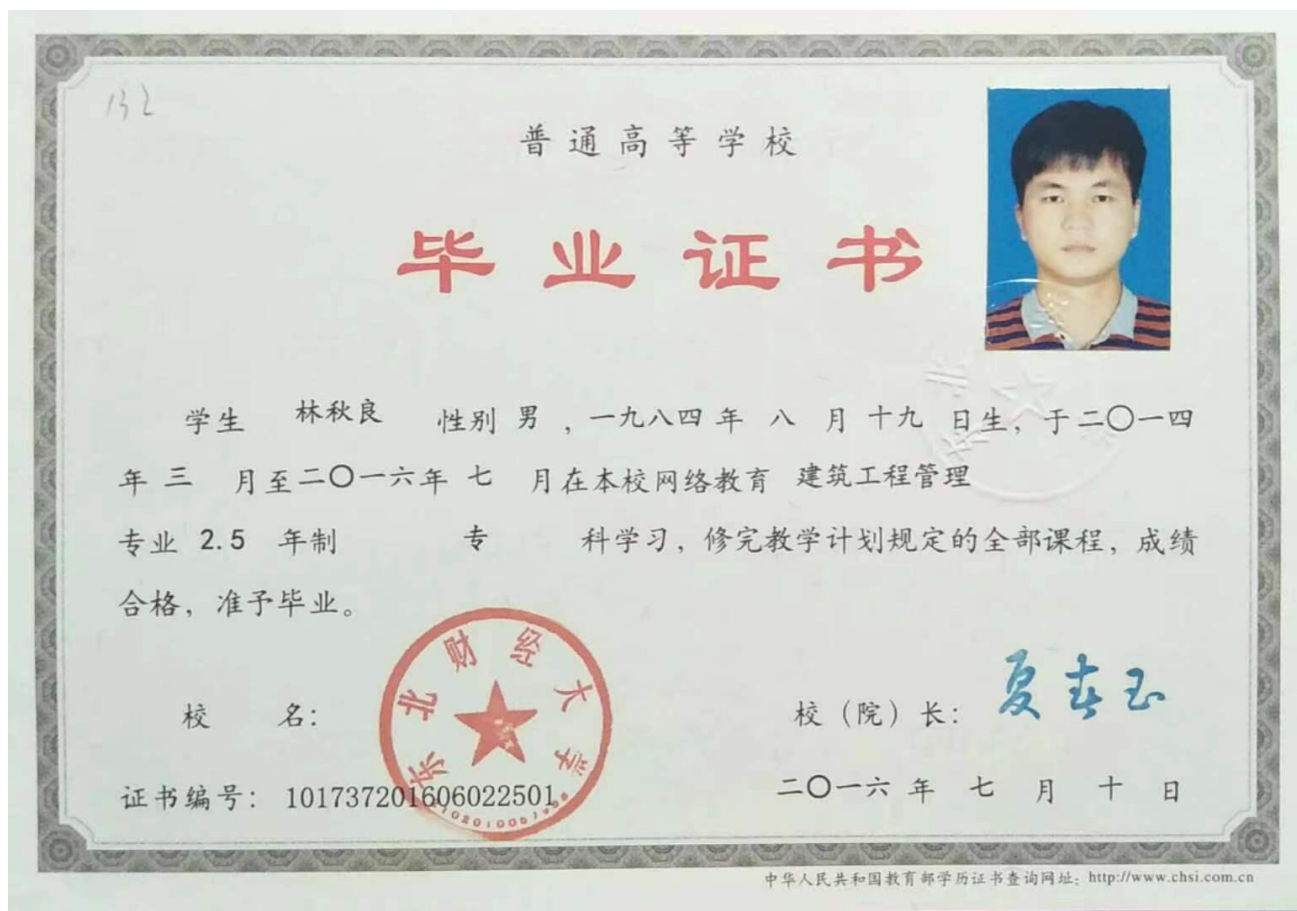 132
普通高等学校
毕业证书
学生 林秋良 性别 男 ，一九八四 年 八 月 十九 日生，于二〇一四
年 三 月至二〇一六年 七 月在本校网络教育 建筑工程管理
专业 2.5 年制 专 科学习，修完教学计划规定的全部课程，成绩
合格，准予毕业。
东北财经大学
校 名：
校（院）长： 夏春玉
证书编号： 101737201606022501
二〇一六 年 七 月 十 日
中华人民共和国教育部学历证书查询网址：http://www.chsi.com.cn